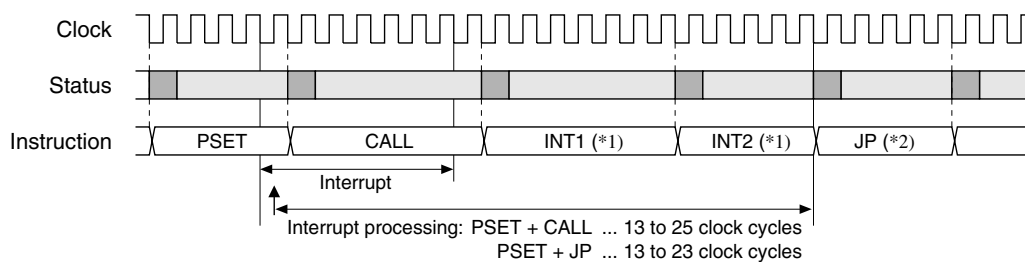 Clock
Status
Instruction PSET CALL INT1 (*1) INT2 (*1) JP (*2)
Interrupt
Interrupt processing: PSET + CALL ... 13 to 25 clock cycles
PSET + JP ... 13 to 23 clock cycles